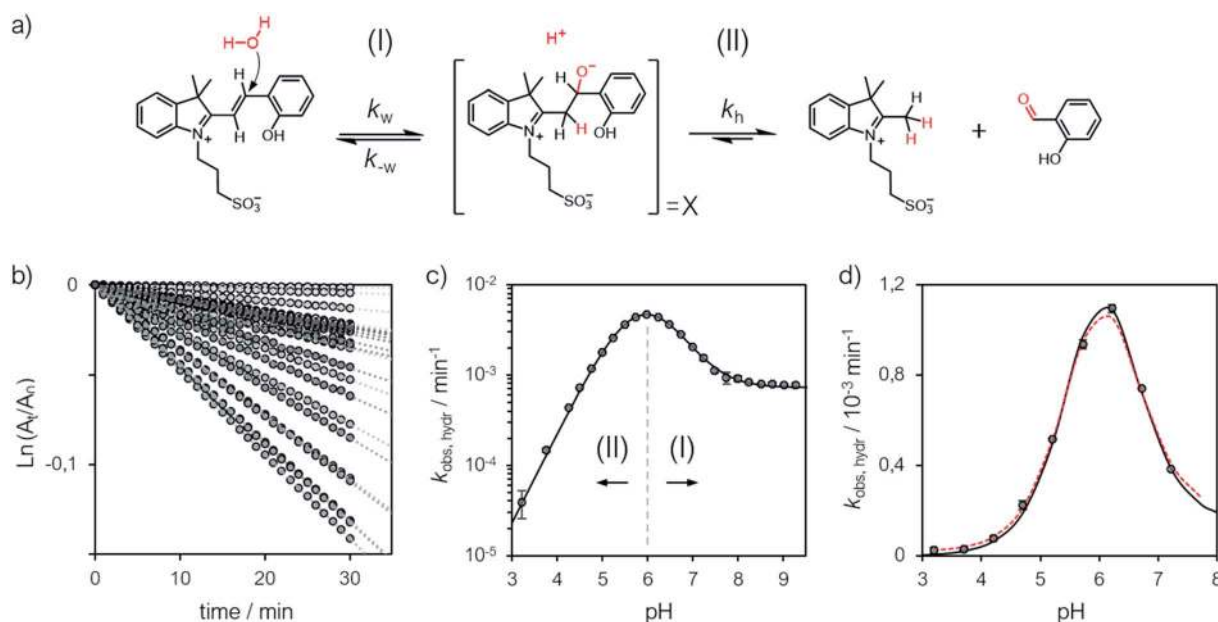 a)
H
H
O
(I)
H⁺
(II)
H
H
OH
N
+
SO₃⁻
k_w
k_-w
H
O⁻
H
H
OH
N
+
SO₃⁻
=X
k_h
H
H
H
N
+
SO₃⁻
+
O
HO
b)
Ln (A_t/A_n)
0
-0,1
0
10
20
30
time / min
c)
k_obs, hydr / min⁻¹
10⁻²
10⁻³
10⁻⁴
10⁻⁵
(II)
(I)
3
4
5
6
7
8
9
pH
d)
k_obs, hydr / 10⁻³ min⁻¹
1,2
0.8
0.4
0
3
4
5
6
7
8
pH